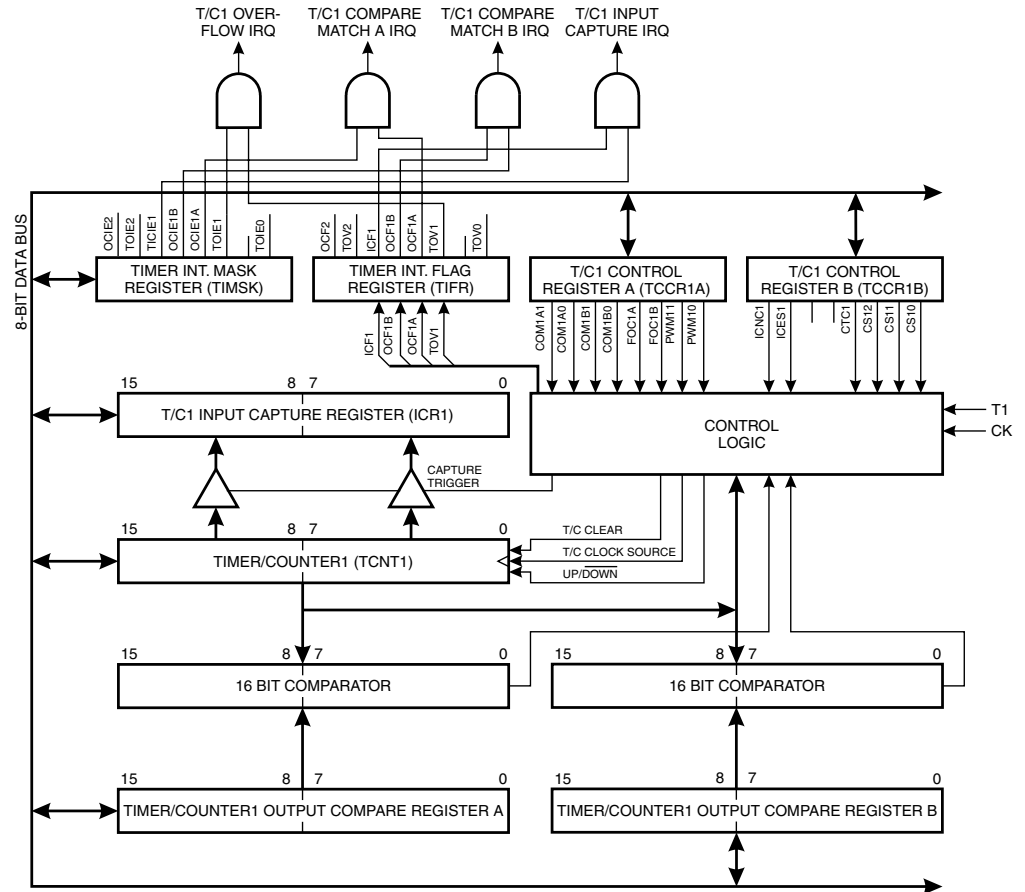 T/C1 OVER-
FLOW IRQ
T/C1 COMPARE
MATCH A IRQ
T/C1 COMPARE
MATCH B IRQ
T/C1 INPUT
CAPTURE IRQ
8-BIT DATA BUS
OCIE2
TOIE2
TICIE1
OCIE1B
OCIE1A
TOIE1
TOIE0
OCF2
TOV2
ICF1
OCF1B
OCF1A
TOV1
TOV0
TIMER INT. MASK
REGISTER (TIMSK)
TIMER INT. FLAG
REGISTER (TIFR)
T/C1 CONTROL
REGISTER A (TCCR1A)
T/C1 CONTROL
REGISTER B (TCCR1B)
ICF1
OCF1B
OCF1A
TOV1
COM1A1
COM1A0
COM1B1
COM1B0
FOC1A
FOC1B
PWM11
PWM10
ICNC1
ICES1
CTC1
CS12
CS11
CS10
15 8 7 0
T/C1 INPUT CAPTURE REGISTER (ICR1)
CONTROL
LOGIC
T1
CK
CAPTURE
TRIGGER
15 8 7 0
TIMER/COUNTER1 (TCNT1)
T/C CLEAR
T/C CLOCK SOURCE
UP/DOWN
15 8 7 0
16 BIT COMPARATOR
15 8 7 0
16 BIT COMPARATOR
15 8 7 0
TIMER/COUNTER1 OUTPUT COMPARE REGISTER A
15 8 7 0
TIMER/COUNTER1 OUTPUT COMPARE REGISTER B